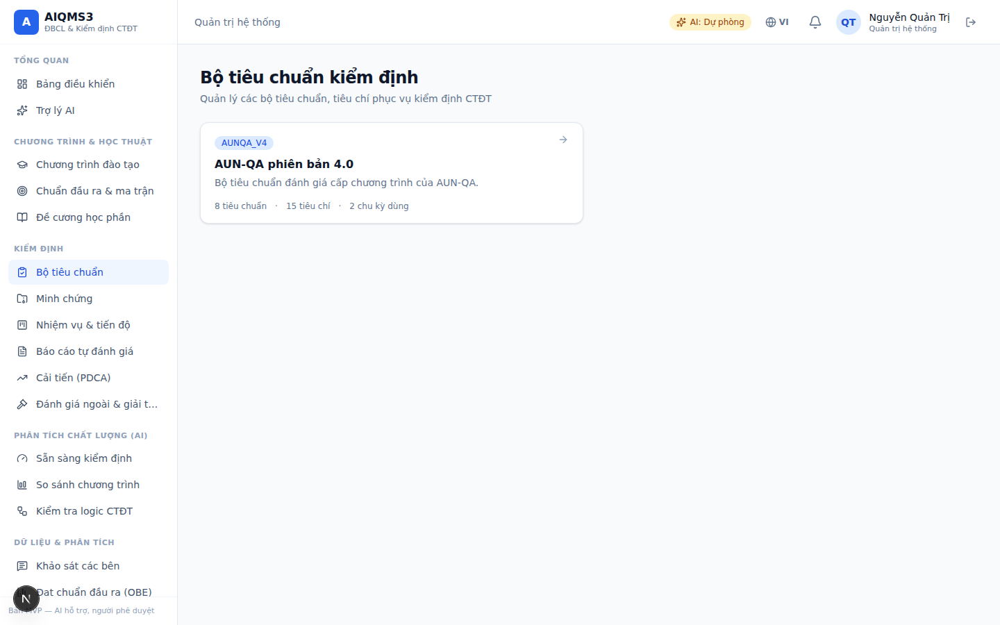 A
AIQMS3
ĐBCL & Kiểm định CTĐT
TỔNG QUAN
Bảng điều khiển
Trợ lý AI
CHƯƠNG TRÌNH & HỌC THUẬT
Chương trình đào tạo
Chuẩn đầu ra & ma trận
Đề cương học phần
KIỂM ĐỊNH
Bộ tiêu chuẩn
Minh chứng
Nhiệm vụ & tiến độ
Báo cáo tự đánh giá
Cải tiến (PDCA)
Đánh giá ngoài & giải t...
PHÂN TÍCH CHẤT LƯỢNG (AI)
Sẵn sàng kiểm định
So sánh chương trình
Kiểm tra logic CTĐT
DỮ LIỆU & PHÂN TÍCH
Khảo sát các bên
Đạt chuẩn đầu ra (OBE)
N
— AI hỗ trợ, người phê duyệt
Quản trị hệ thống
AI: Dự phòng
VI
QT
Nguyễn Quản Trị
Quản trị hệ thống
Bộ tiêu chuẩn kiểm định
Quản lý các bộ tiêu chuẩn, tiêu chí phục vụ kiểm định CTĐT
AUNQA_V4
AUN-QA phiên bản 4.0
Bộ tiêu chuẩn đánh giá cấp chương trình của AUN-QA.
8 tiêu chuẩn · 15 tiêu chí · 2 chu kỳ dùng